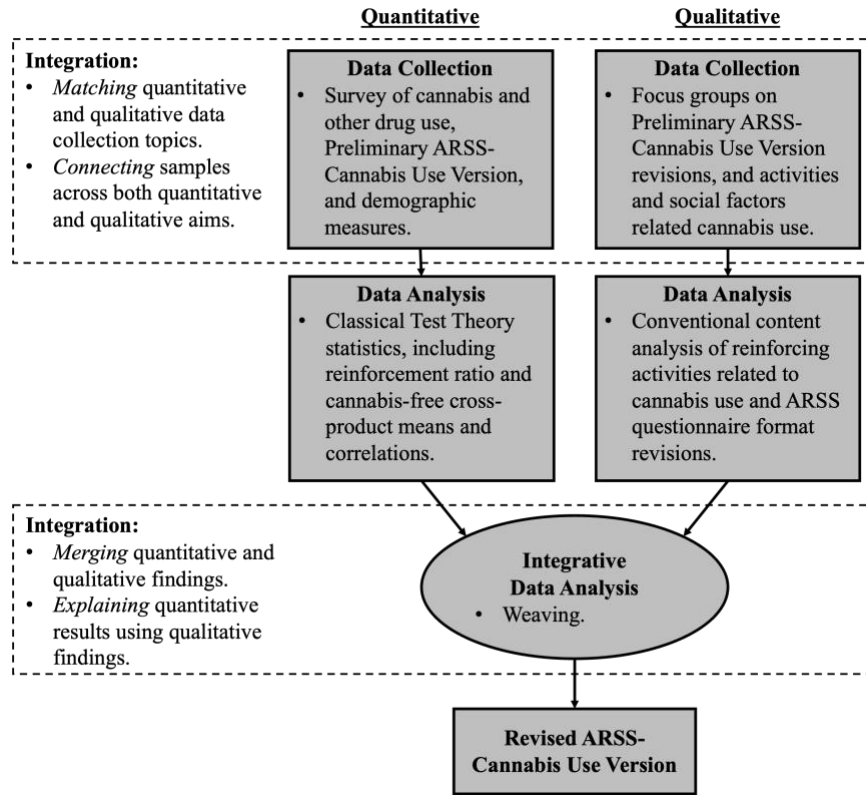 Quantitative
Qualitative
Integration:
• Matching quantitative
and qualitative data
collection topics.
• Connecting samples
across both quantitative
and qualitative aims.
Data Collection
• Survey of cannabis and
other drug use,
Preliminary ARSS-
Cannabis Use Version,
and demographic
measures.
Data Collection
• Focus groups on
Preliminary ARSS-
Cannabis Use Version
revisions, and activities
and social factors
related cannabis use.
Data Analysis
• Classical Test Theory
statistics, including
reinforcement ratio and
cannabis-free cross-
product means and
correlations.
Data Analysis
• Conventional content
analysis of reinforcing
activities related to
cannabis use and ARSS
questionnaire format
revisions.
Integration:
• Merging quantitative and
qualitative findings.
• Explaining quantitative
results using qualitative
findings.
Integrative
Data Analysis
• Weaving.
Revised ARSS-
Cannabis Use Version